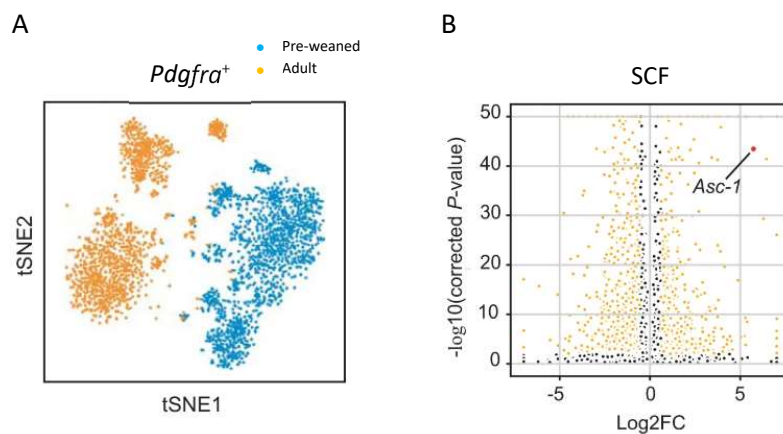 A
Pdgfra⁺
Pre-weaned
Adult
tSNE2
tSNE1
B
SCF
-log10(corrected P-value)
50
40
30
20
10
0
Asc-1
-5
0
5
Log2FC